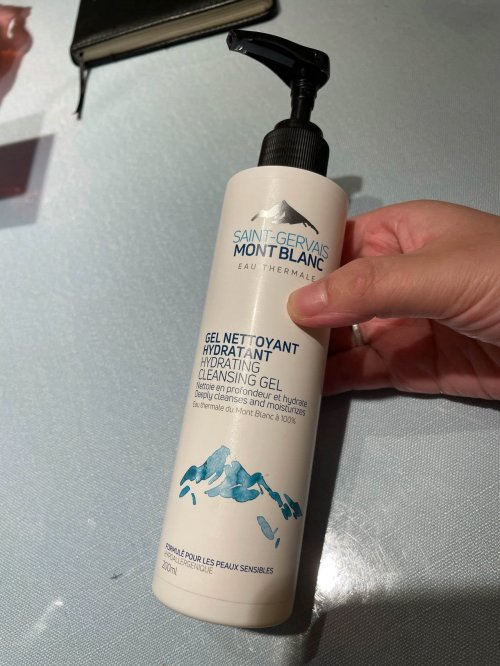 SAINT-GERVAIS
MONT BLANC
EAU THERMALE
GEL NETTOYANT
HYDRATANT
HYDRATING
CLEANSING GEL
Nettoie en profondeur et hydrate
Deeply cleanses and moisturizes
Eau thermale du Mont Blanc à 100%
FORMULÉ POUR LES PEAUX SENSIBLES
HYPOALLERGÉNIQUE
200ml